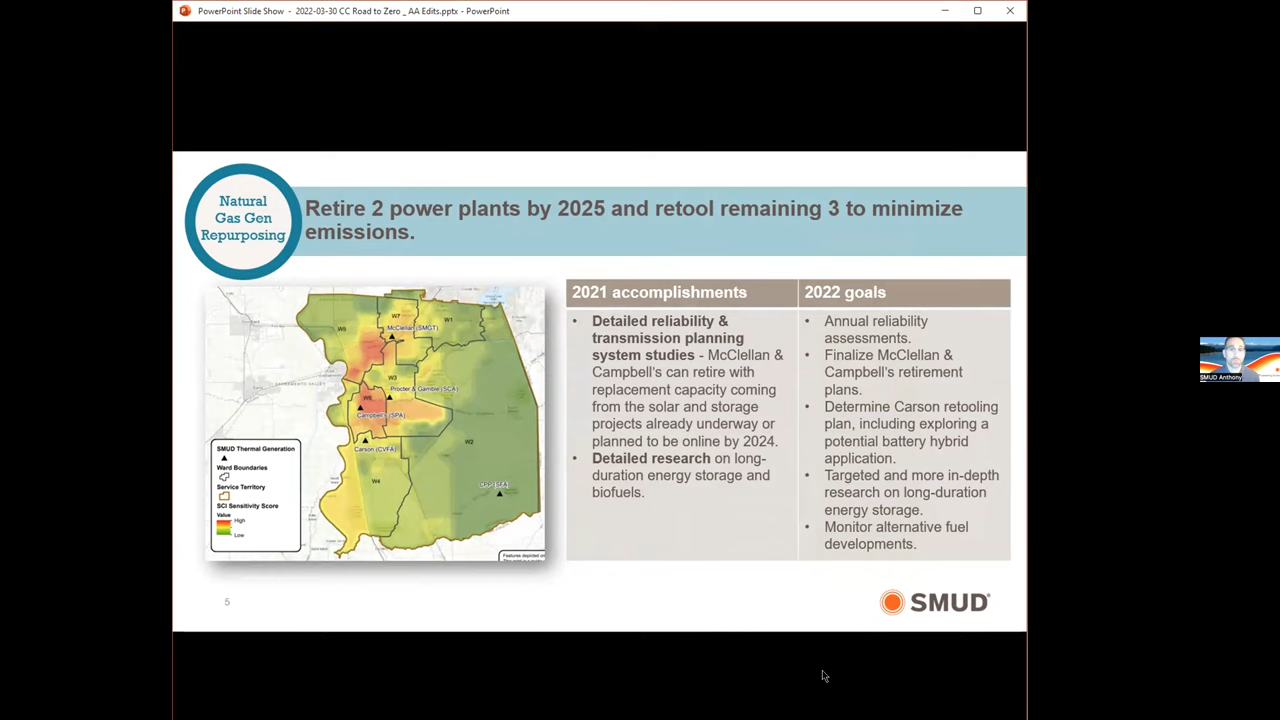 PowerPoint Slide Show - 2022-03-30 CC Road to Zero _ AA Edits.pptx - PowerPoint
Natural
Gas Gen
Repurposing
Retire 2 power plants by 2025 and retool remaining 3 to minimize
emissions.
W6
W7
W1
McClellan (SMGT)
W3
Procter & Gamble (SCA)
Campbell's (SPA)
Carson (CVFA)
W2
W4
CPP (SFA)
SACRAMENTO VALLEY
SMUD Thermal Generation
Ward Boundaries
Service Territory
SCI Sensitivity Score
Value
High
Low
Features depicted
2021 accomplishments
• Detailed reliability &
transmission planning
system studies - McClellan &
Campbell's can retire with
replacement capacity coming
from the solar and storage
projects already underway or
planned to be online by 2024.
• Detailed research on long-
duration energy storage and
biofuels.
2022 goals
• Annual reliability
assessments.
• Finalize McClellan &
Campbell's retirement
plans.
• Determine Carson retooling
plan, including exploring a
potential battery hybrid
application.
• Targeted and more in-depth
research on long-duration
energy storage.
• Monitor alternative fuel
developments.
5
SMUD®
SMUD Anthony